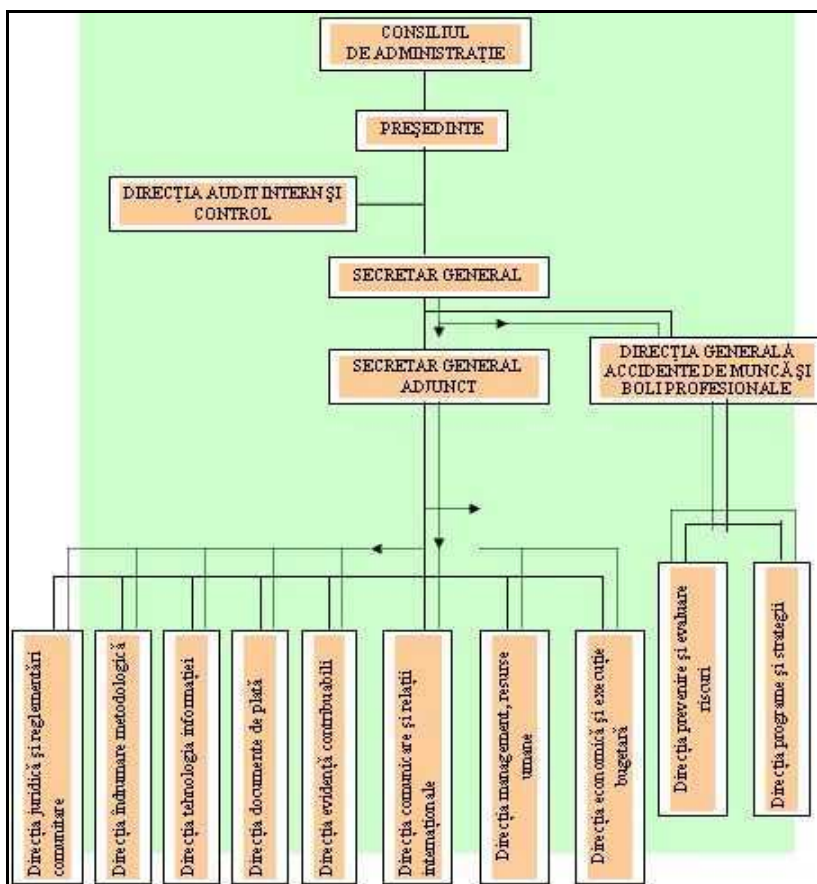 CONSILIUL
DE ADMINISTRAȚIE
PREȘEDINTE
DIRECȚIA AUDIT INTERN ȘI
CONTROL
SECRETAR GENERAL
SECRETAR GENERAL
ADJUNCT
DIRECȚIA GENERALĂ
ACCIDENTE DE MUNCĂ ȘI
BOLI PROFESIONALE
Direcția juridică și reglementări
comunitare
Direcția îndrumare metodologică
Direcția tehnologia informației
Direcția documente de plată
Direcția evidență contribuabili
Direcția comunicare și relații
internaționale
Direcția management, resurse
umane
Direcția economică și execuție
bugetară
Direcția prevenire și evaluare
riscuri
Direcția programe și strategii